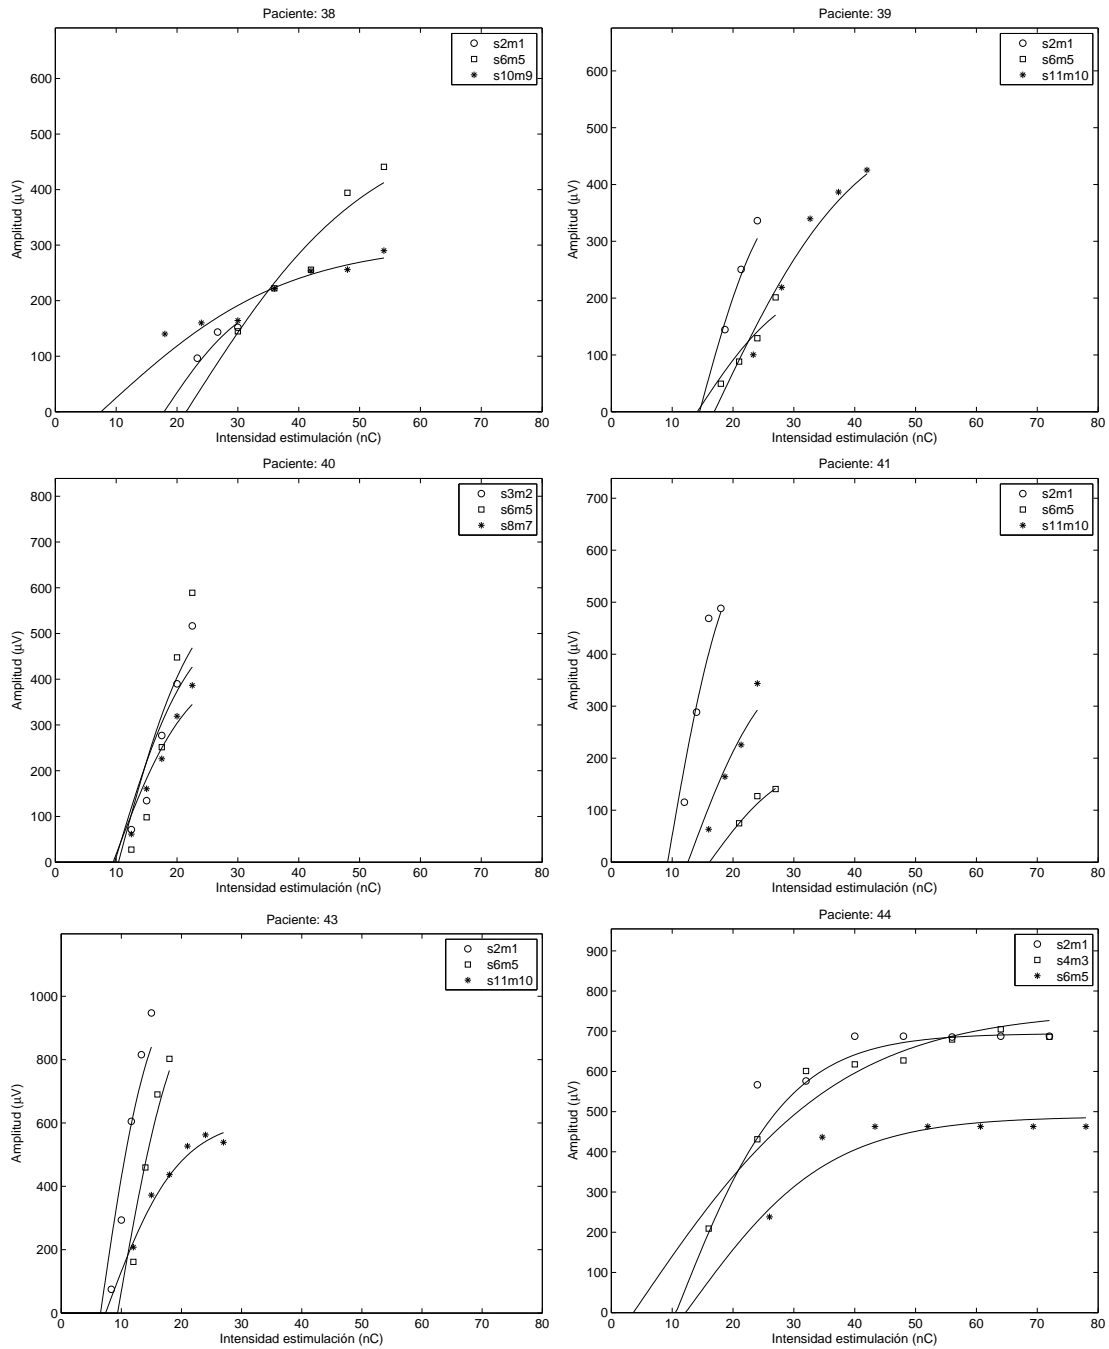 Paciente: 38
Amplitud (µV)
600
500
400
300
200
100
0
0 10 20 30 40 50 60 70 80
Intensidad estimulación (nC)
s2m1
s6m5
s10m9
Paciente: 39
Amplitud (µV)
600
500
400
300
200
100
0
0 10 20 30 40 50 60 70 80
Intensidad estimulación (nC)
s2m1
s6m5
s11m10
Paciente: 40
Amplitud (µV)
800
700
600
500
400
300
200
100
0
0 10 20 30 40 50 60 70 80
Intensidad estimulación (nC)
s3m2
s6m5
s8m7
Paciente: 41
Amplitud (µV)
700
600
500
400
300
200
100
0
0 10 20 30 40 50 60 70 80
Intensidad estimulación (nC)
s2m1
s6m5
s11m10
Paciente: 43
Amplitud (µV)
1000
800
600
400
200
0
0 10 20 30 40 50 60 70 80
Intensidad estimulación (nC)
s2m1
s6m5
s11m10
Paciente: 44
Amplitud (µV)
900
800
700
600
500
400
300
200
100
0
0 10 20 30 40 50 60 70 80
Intensidad estimulación (nC)
s2m1
s4m3
s6m5